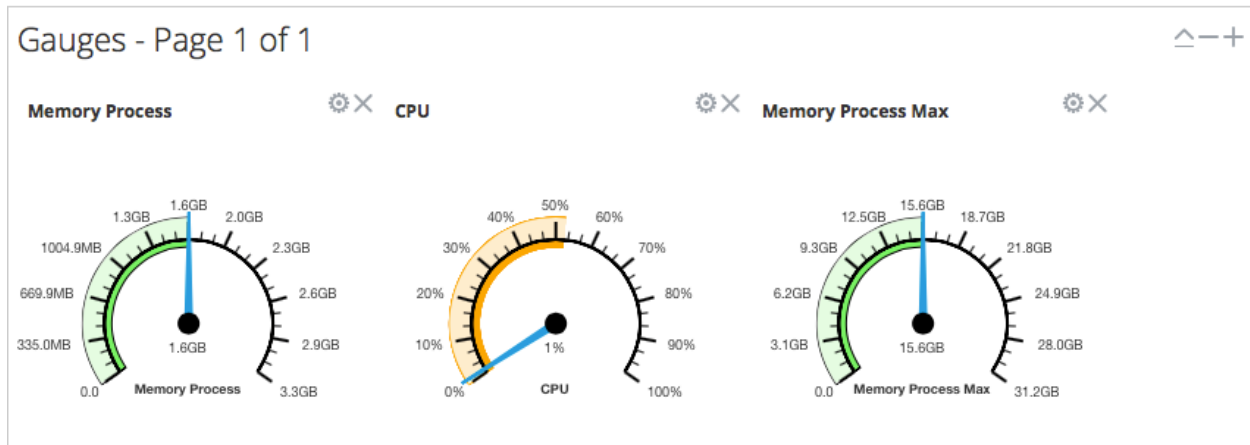 Gauges - Page 1 of 1
Memory Process
CPU
Memory Process Max
0.0
335.0MB
669.9MB
1004.9MB
1.3GB
1.6GB
2.0GB
2.3GB
2.6GB
2.9GB
3.3GB
1.6GB
Memory Process
0%
10%
20%
30%
40%
50%
60%
70%
80%
90%
100%
1%
CPU
0.0
3.1GB
6.2GB
9.3GB
12.5GB
15.6GB
18.7GB
21.8GB
24.9GB
28.0GB
31.2GB
15.6GB
Memory Process Max